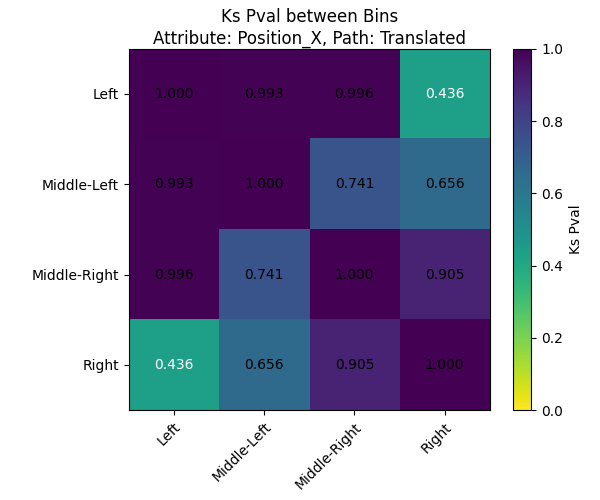 Ks Pval between Bins
Attribute: Position_X, Path: Translated
Left 1.000 0.993 0.996 0.436
Middle-Left 0.993 1.000 0.741 0.656
Middle-Right 0.996 0.741 1.000 0.905
Right 0.436 0.656 0.905 1.000
Left Middle-Left Middle-Right Right
1.0
0.8
0.6
0.4
0.2
0.0
Ks Pval